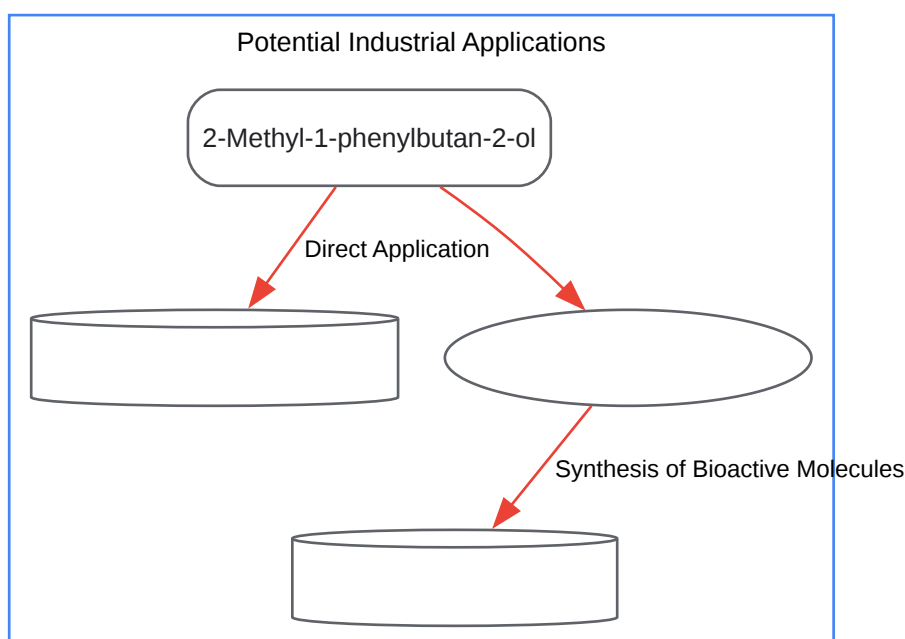 Potential Industrial Applications
2-Methyl-1-phenylbutan-2-ol
Direct Application
Synthesis of Bioactive Molecules